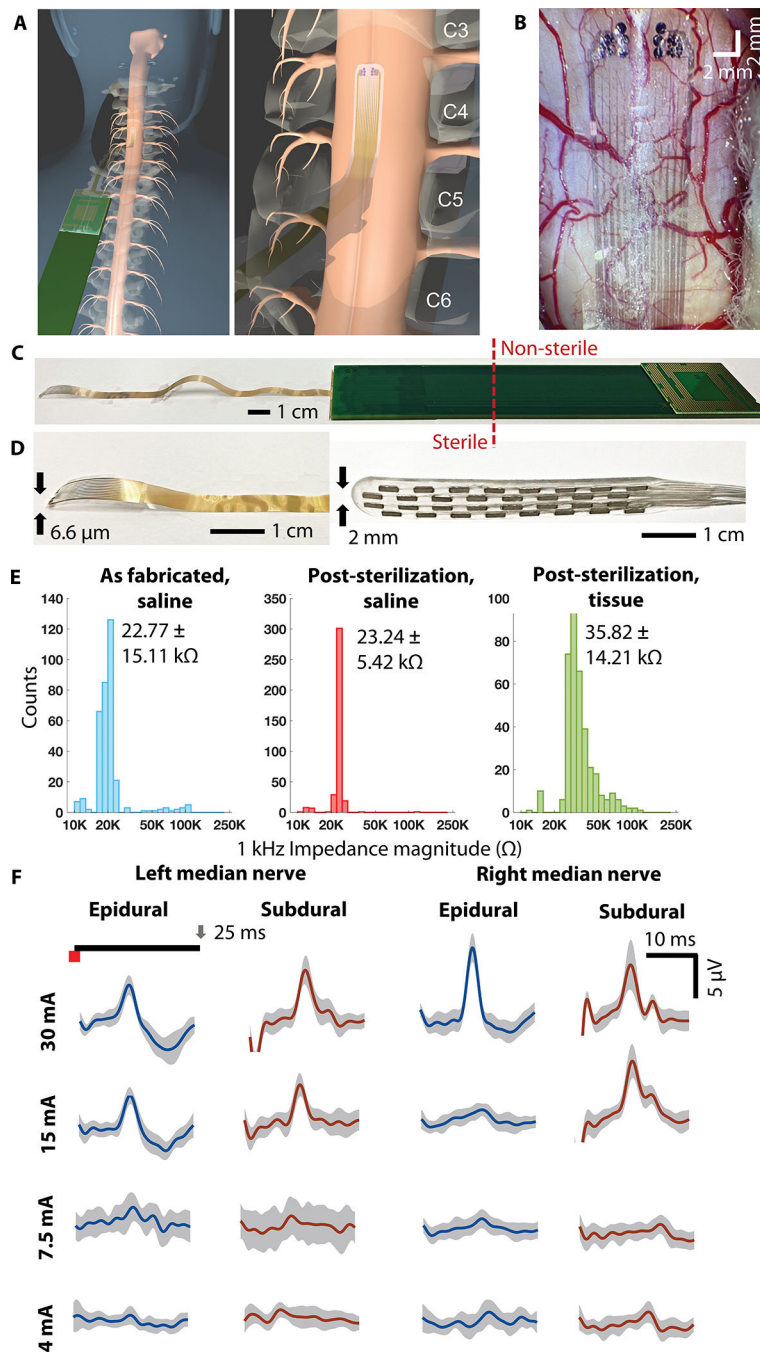 A
C3
C4
C5
C6
B
2 mm
2 mm
C
Non-sterile
1 cm
Sterile
D
6.6 μm
1 cm
2 mm
1 cm
E
As fabricated,
saline
22.77 ±
15.11 kΩ
Post-sterilization,
saline
23.24 ±
5.42 kΩ
Post-sterilization,
tissue
35.82 ±
14.21 kΩ
Counts
140
120
100
80
60
40
20
0
10K 20K 50K 100K 250K
350
300
250
200
150
100
50
0
10K 20K 50K 100K 250K
100
80
60
40
20
0
10K 20K 50K 100K 250K
1 kHz Impedance magnitude (Ω)
F
Left median nerve
Right median nerve
Epidural
Subdural
Epidural
Subdural
25 ms
10 ms
5 μV
30 mA
15 mA
7.5 mA
4 mA